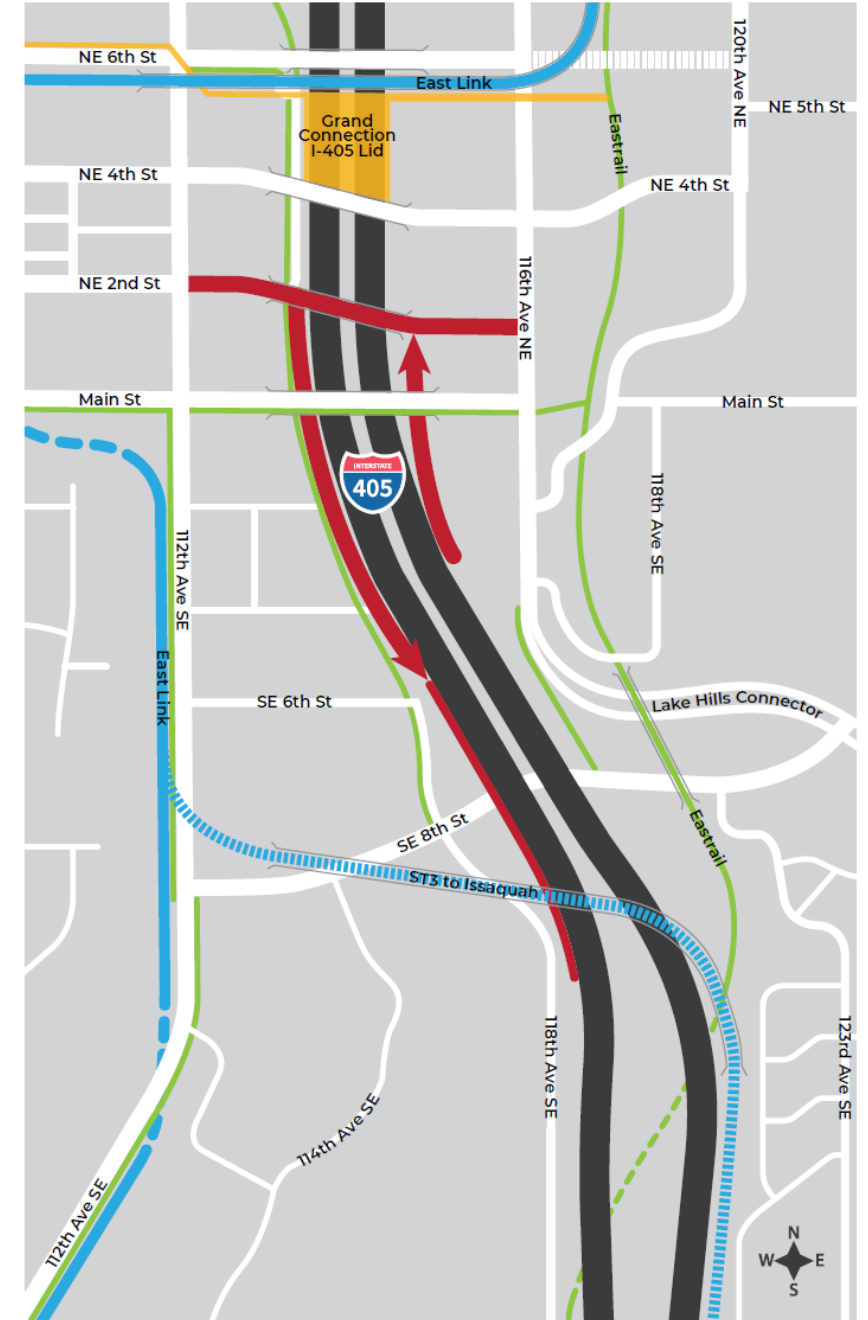 120th Ave NE
NE 6th St
East Link
NE 5th St
Grand
Connection
I-405 Lid
Eastrail
NE 4th St
NE 4th St
NE 2nd St
116th Ave NE
Main St
Main St
INTERSTATE
405
118th Ave SE
112th Ave SE
East Link
SE 6th St
Lake Hills Connector
SE 8th St
Eastrail
ST3 to Issaquah
118th Ave SE
123rd Ave SE
114th Ave SE
112th Ave SE
N
W
E
S